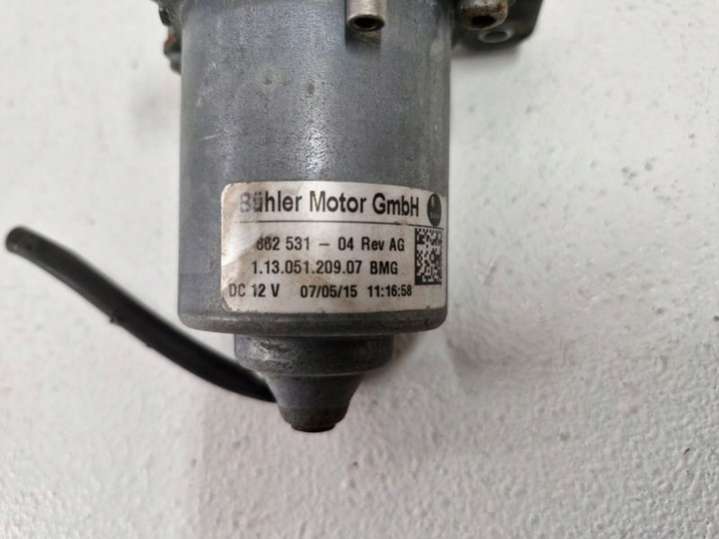 Bühler Motor GmbH
882 531 - 04 Rev AG
1.13.051.209.07 BMG
DC 12 V 07/05/15 11:16:58